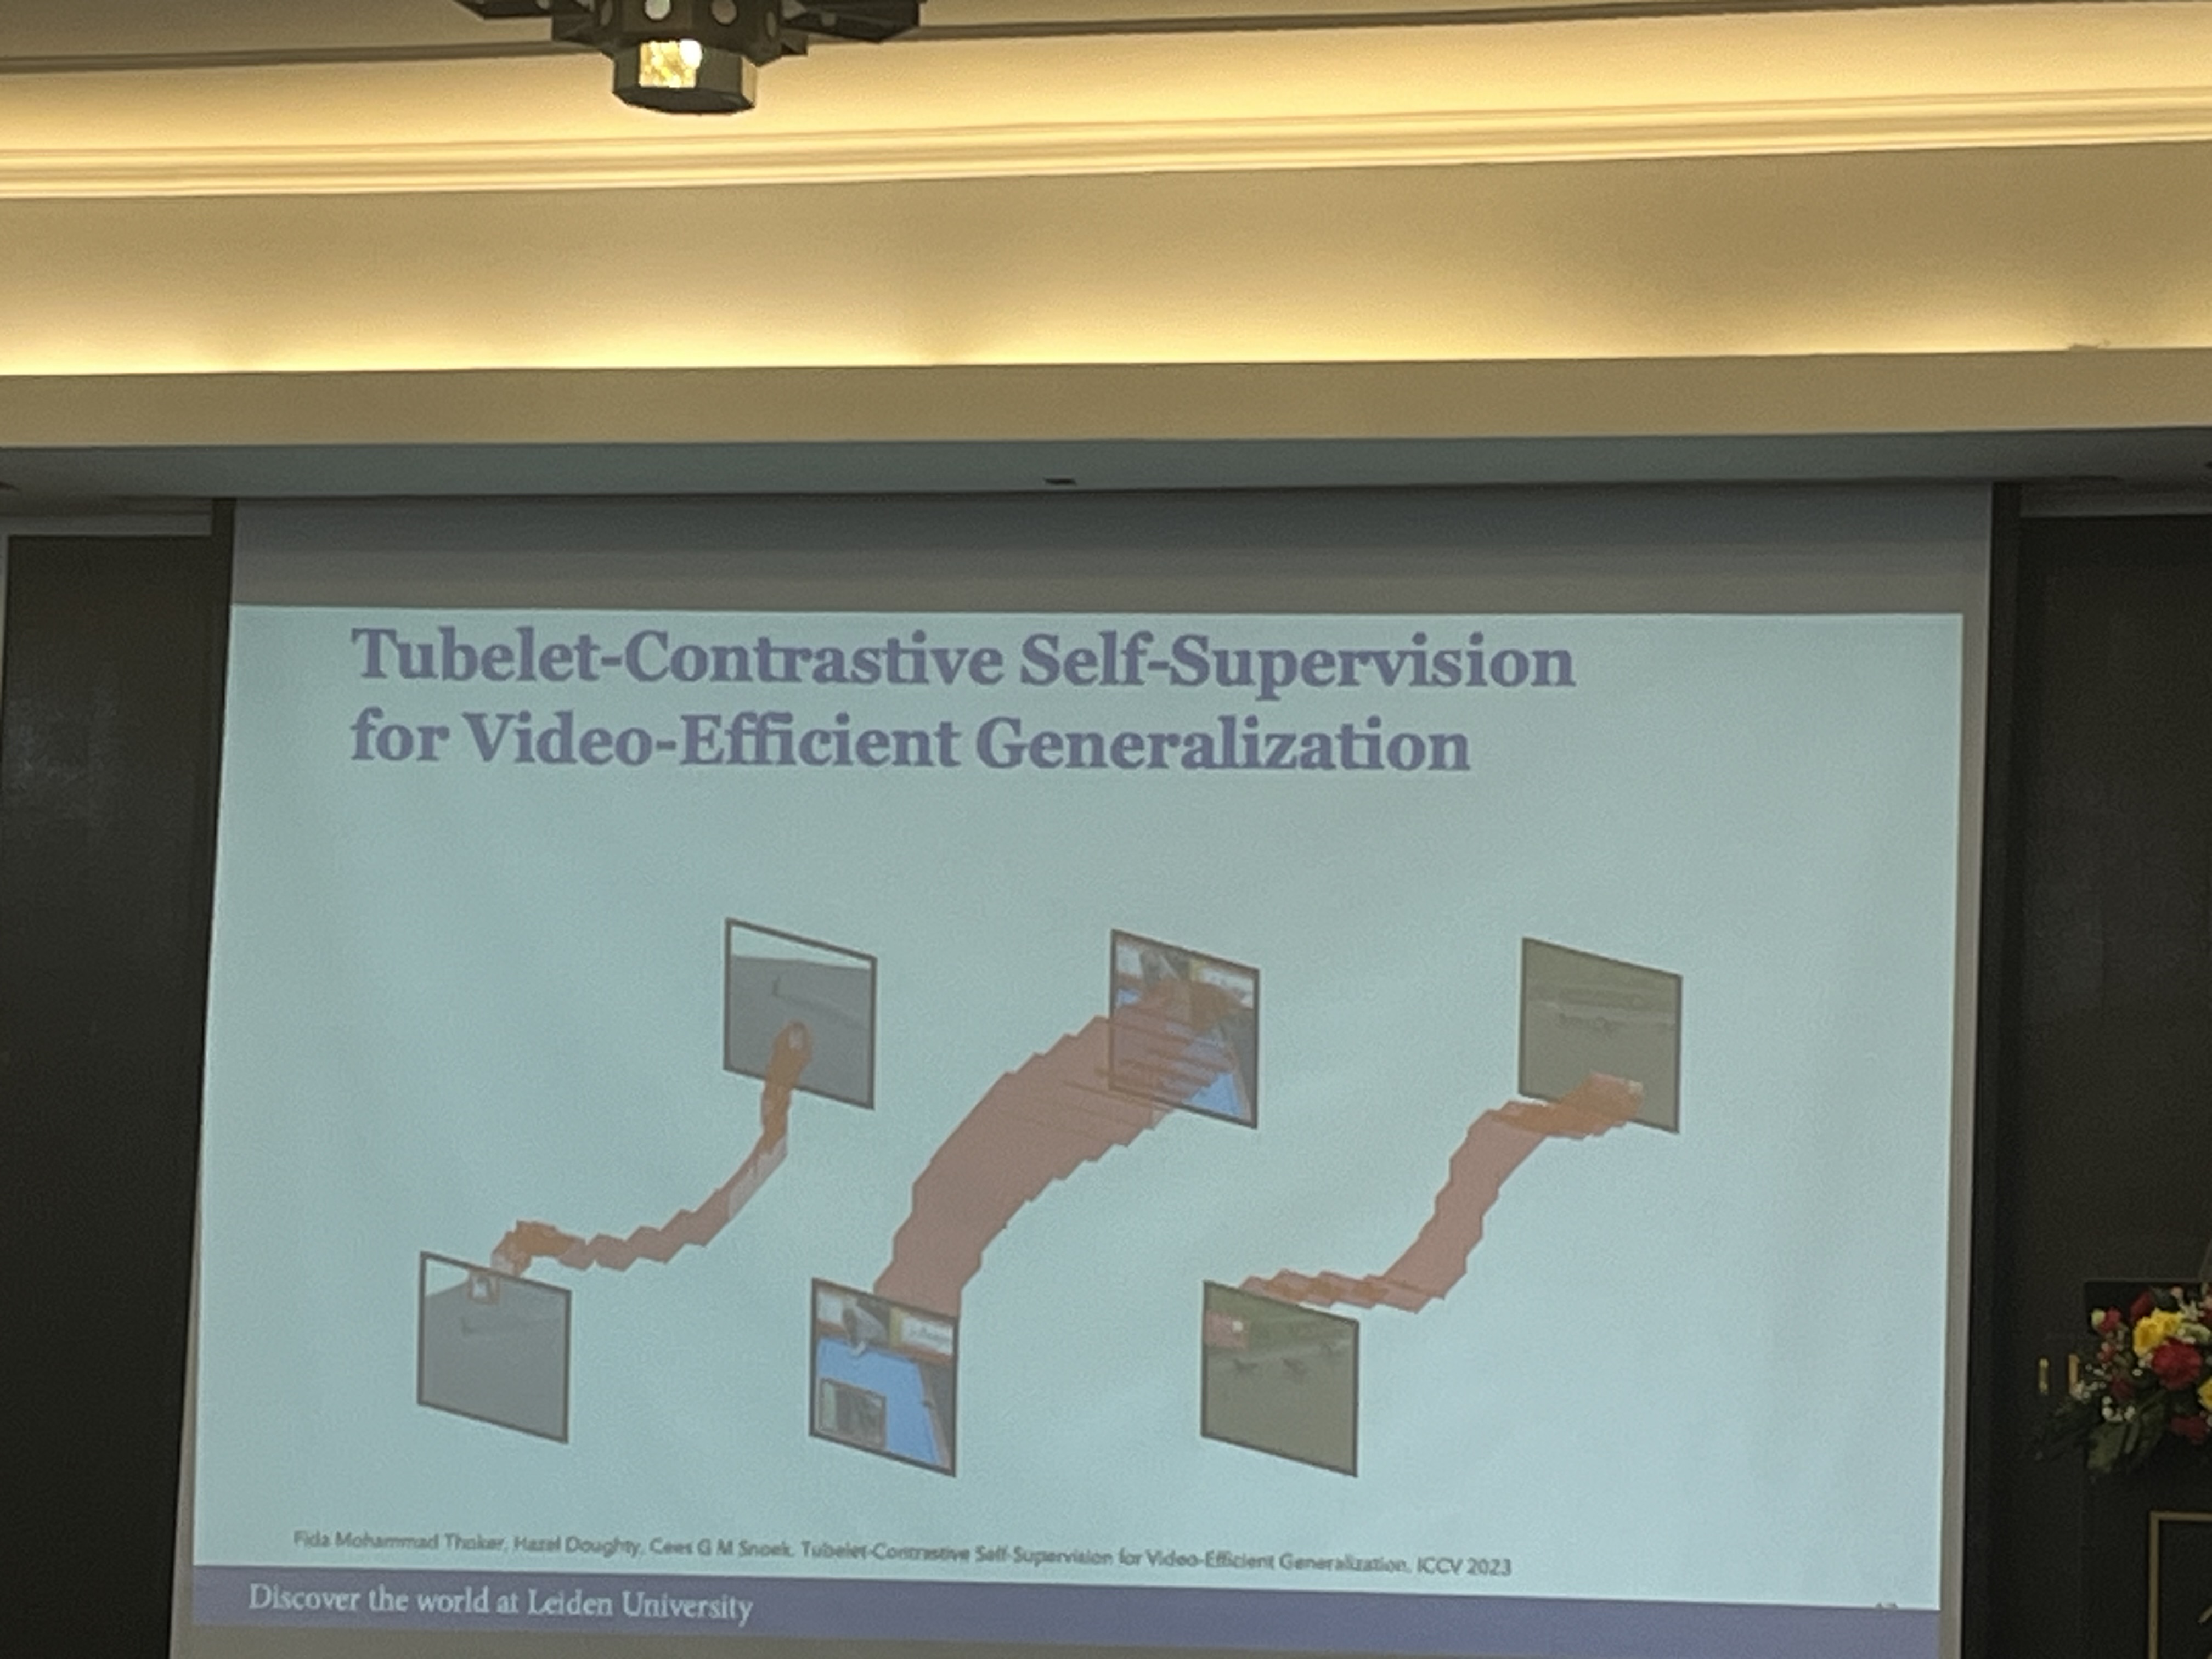 Tubelet-Contrastive Self-Supervision
for Video-Efficient Generalization
Fida Mohammad Thoker, Hazel Doughty, Cees G M Snoek. Tubelet-Contrastive Self-Supervision for Video-Efficient Generalization, ICCV 2023
Discover the world at Leiden University